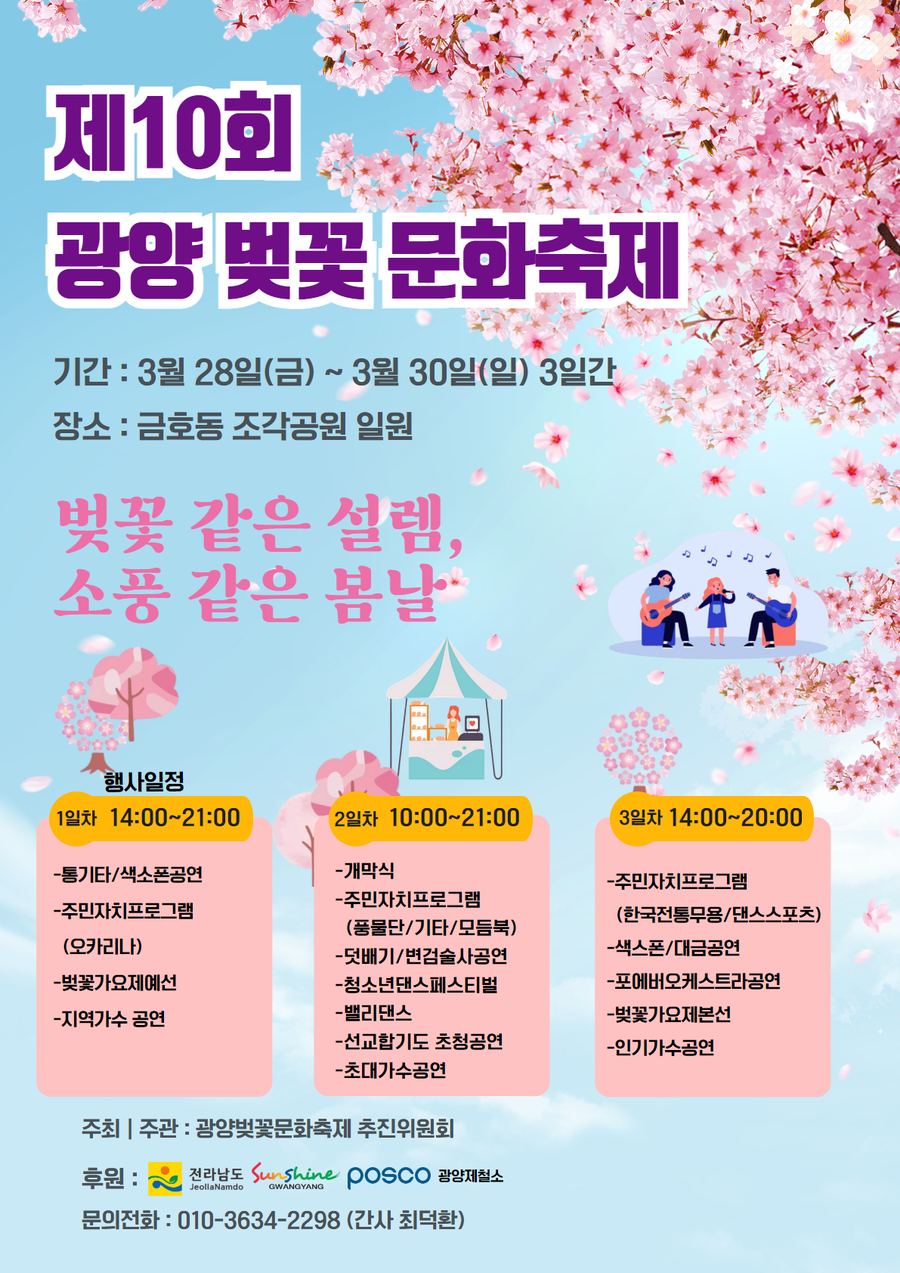 제10회
광양 벚꽃 문화축제
기간 : 3월 28일(금) ~ 3월 30일(일) 3일간
장소 : 금호동 조각공원 일원
벚꽃 같은 설렘,
소풍 같은 봄날
행사일정
1일차 14:00~21:00
-통기타/색소폰공연
-주민자치프로그램
(오카리나)
-벚꽃가요제예선
-지역가수 공연
2일차 10:00~21:00
-개막식
-주민자치프로그램
(풍물단/기타/모듬북)
-덧배기/변검술사공연
-청소년댄스페스티벌
-밸리댄스
-선교합기도 초청공연
-초대가수공연
3일차 14:00~20:00
-주민자치프로그램
(한국전통무용/댄스스포츠)
-색스폰/대금공연
-포에버오케스트라공연
-벚꽃가요제본선
-인기가수공연
주최 | 주관 : 광양벚꽃문화축제 추진위원회
후원 : 전라남도 JeollaNamdo Sunshine GWANGYANG posco 광양제철소
문의전화 : 010-3634-2298 (간사 최덕환)